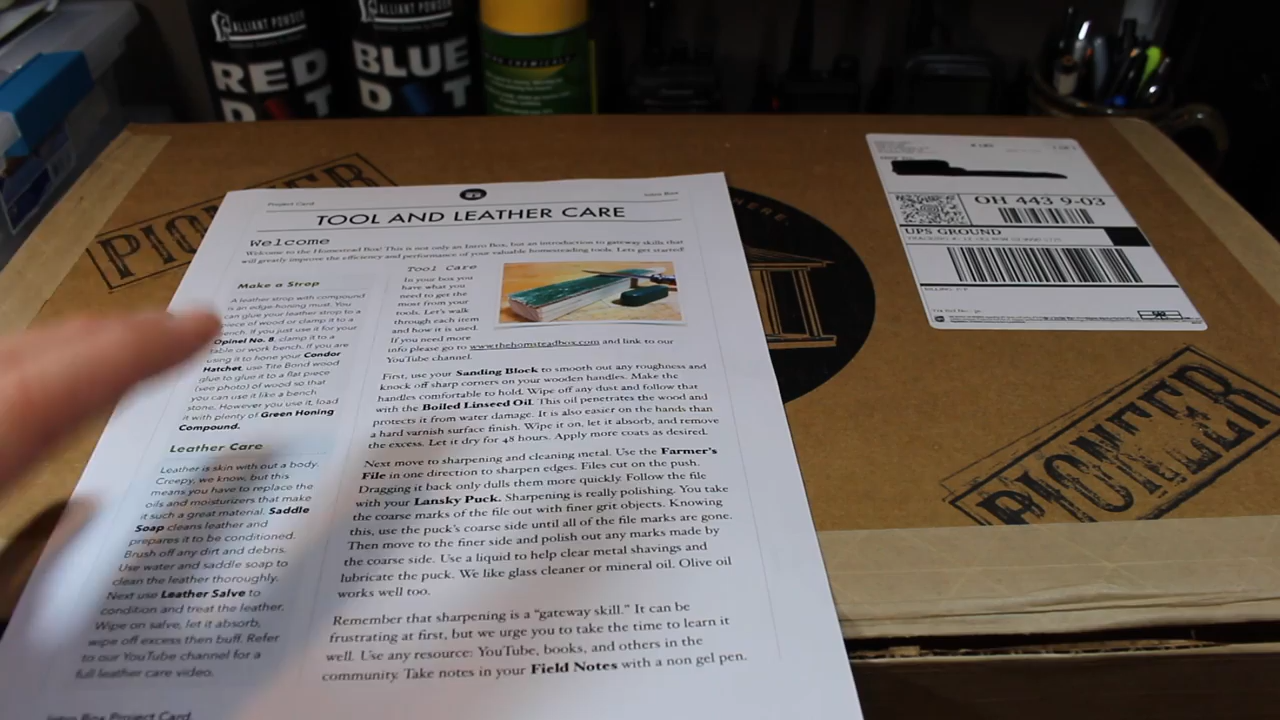 ALLIANT POWDER
RED
DOT
ALLIANT POWDER
BLUE
DOT
PIONEER
HERE.
OH 443 9-03
UPS GROUND
PIONEER
Project Card
Intro Box
TOOL AND LEATHER CARE
Welcome
Welcome to the Homestead Box! This is not only an Intro Box, but an introduction to gateway skills that
will greatly improve the efficiency and performance of your valuable homesteading tools. Lets get started!
Make a Strop
A leather strop with compound
is an edge-honing must. You
can glue your leather strop to a
piece of wood or clamp it to a
bench. If you just use it for your
Opinel No. 8, clamp it to a
table or work bench. If you are
using it to hone your Condor
Hatchet, use Tite Bond wood
glue to glue it to a flat piece
(see photo) of wood so that
you can use it like a bench
stone. However you use it, load
it with plenty of Green Honing
Compound.
Leather Care
Leather is skin with out a body.
Creepy, we know, but this
means you have to replace the
oils and moisturizers that make
it such a great material. Saddle
Soap cleans leather and
prepares it to be conditioned.
Brush off any dirt and debris.
Use water and saddle soap to
clean the leather thoroughly.
Next use Leather Salve to
condition and treat the leather.
Wipe on salve, let it absorb,
wipe off excess then buff. Refer
to our YouTube channel for a
full leather care video.
Tool Care
In your box you
have what you
need to get the
most from your
tools. Let's walk
through each item
and how it is used.
If you need more
info please go to www.thehomsteadbox.com and link to our
YouTube channel.
First, use your Sanding Block to smooth out any roughness and
knock off sharp corners on your wooden handles. Make the
handles comfortable to hold. Wipe off any dust and follow that
with the Boiled Linseed Oil. This oil penetrates the wood and
protects it from water damage. It is also easier on the hands than
a hard varnish surface finish. Wipe it on, let it absorb, and remove
the excess. Let it dry for 48 hours. Apply more coats as desired.
Next move to sharpening and cleaning metal. Use the Farmer's
File in one direction to sharpen edges. Files cut on the push.
Dragging it back only dulls them more quickly. Follow the file
with your Lansky Puck. Sharpening is really polishing. You take
the coarse marks of the file out with finer grit objects. Knowing
this, use the puck's coarse side until all of the file marks are gone.
Then move to the finer side and polish out any marks made by
the coarse side. Use a liquid to help clear metal shavings and
lubricate the puck. We like glass cleaner or mineral oil. Olive oil
works well too.
Remember that sharpening is a "gateway skill." It can be
frustrating at first, but we urge you to take the time to learn it
well. Use any resource: YouTube, books, and others in the
community. Take notes in your Field Notes with a non gel pen.
Intro Box Project Card